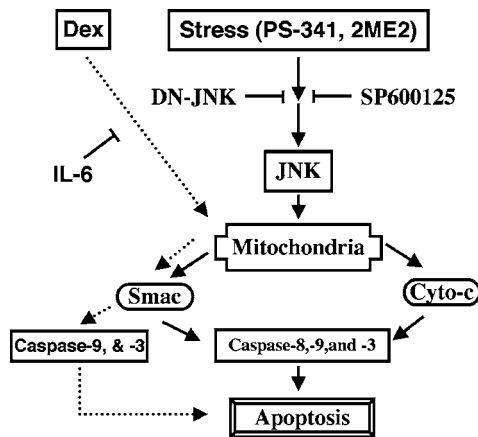 Dex
Stress (PS-341, 2ME2)
DN-JNK
SP600125
IL-6
JNK
Mitochondria
Smac
Cyto-c
Caspase-9, & -3
Caspase-8,-9,and -3
Apoptosis